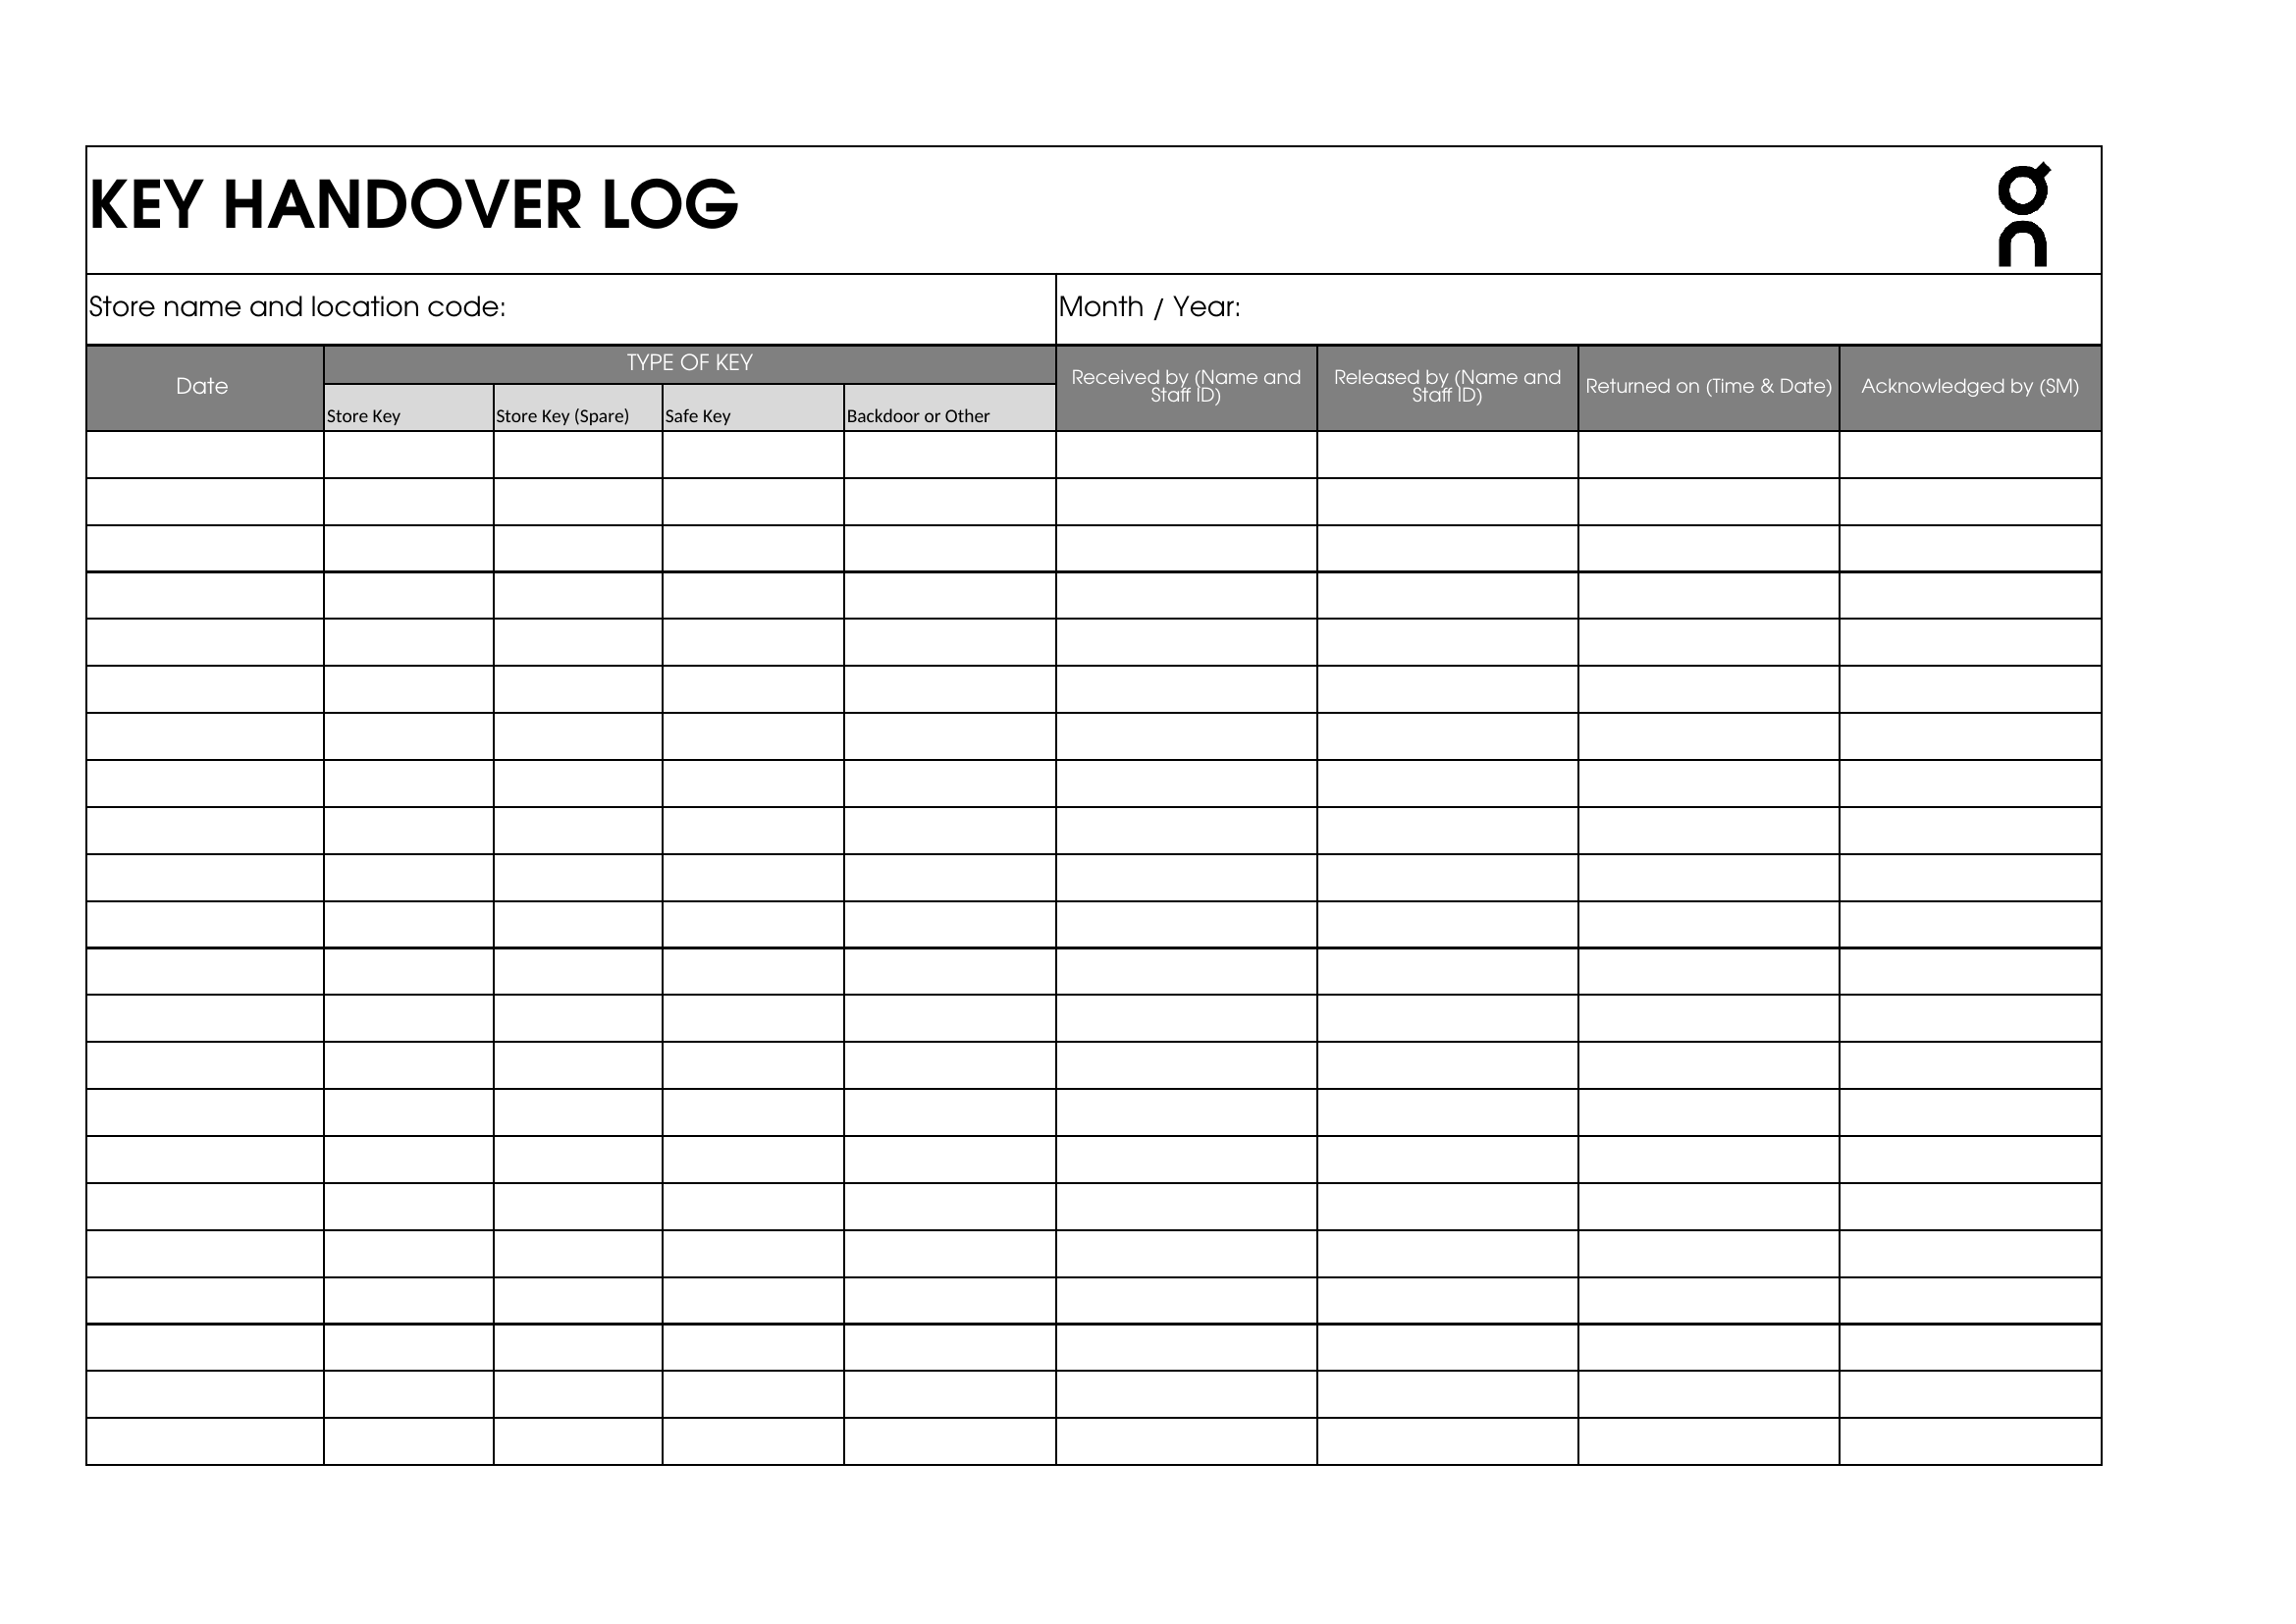 KEY HANDOVER LOG
on
Store name and location code:
Month / Year:
Date
TYPE OF KEY
Store Key
Store Key (Spare)
Safe Key
Backdoor or Other
Received by (Name and
Staff ID)
Released by (Name and
Staff ID)
Returned on (Time & Date)
Acknowledged by (SM)